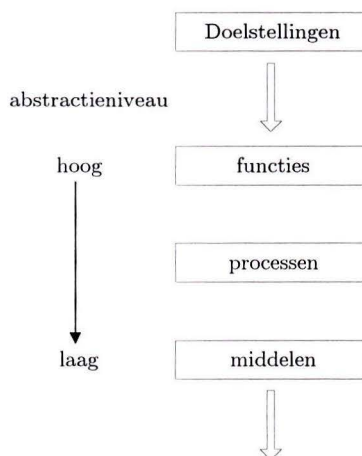 Doelstellingen
abstractieniveau
hoog
functies
processen
laag
middelen